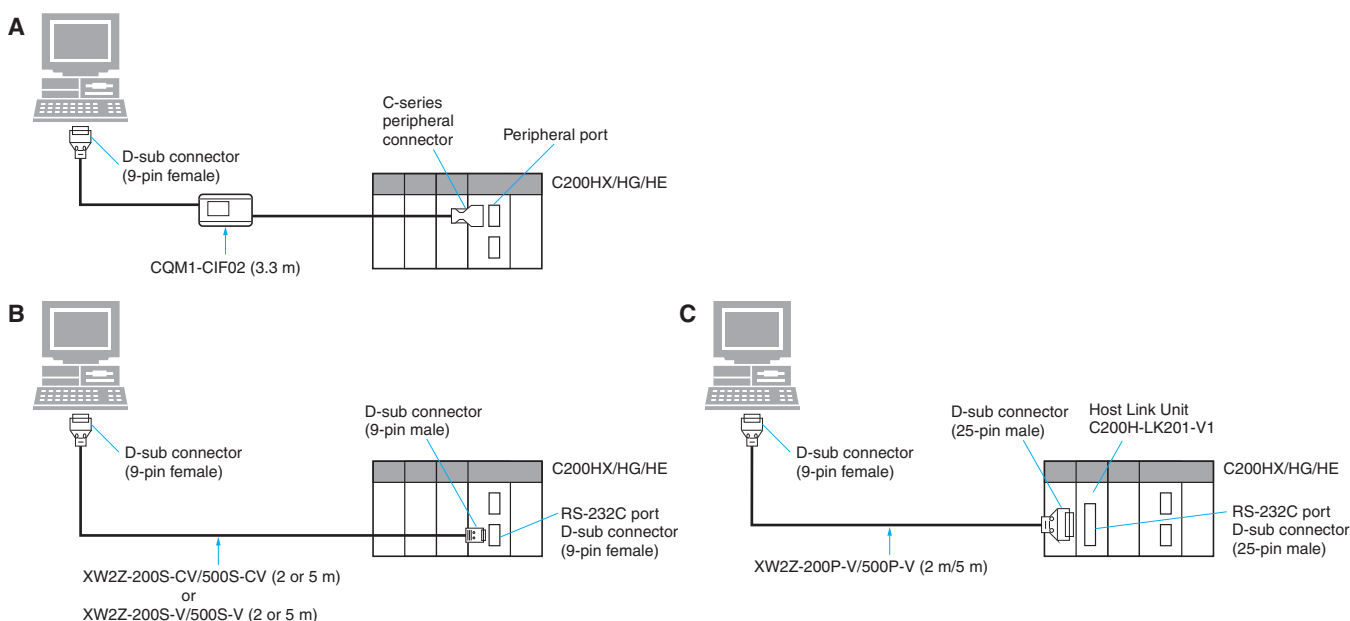 A
C-series
peripheral
connector
Peripheral port
D-sub connector
(9-pin female)
C200HX/HG/HE
CQM1-CIF02 (3.3 m)
B
D-sub connector
(9-pin male)
D-sub connector
(9-pin female)
C200HX/HG/HE
RS-232C port
D-sub connector
(9-pin female)
XW2Z-200S-CV/500S-CV (2 or 5 m)
or
XW2Z-200S-V/500S-V (2 or 5 m)
C
D-sub connector
(25-pin male)
Host Link Unit
C200H-LK201-V1
D-sub connector
(9-pin female)
C200HX/HG/HE
RS-232C port
D-sub connector
(25-pin male)
XW2Z-200P-V/500P-V (2 m/5 m)